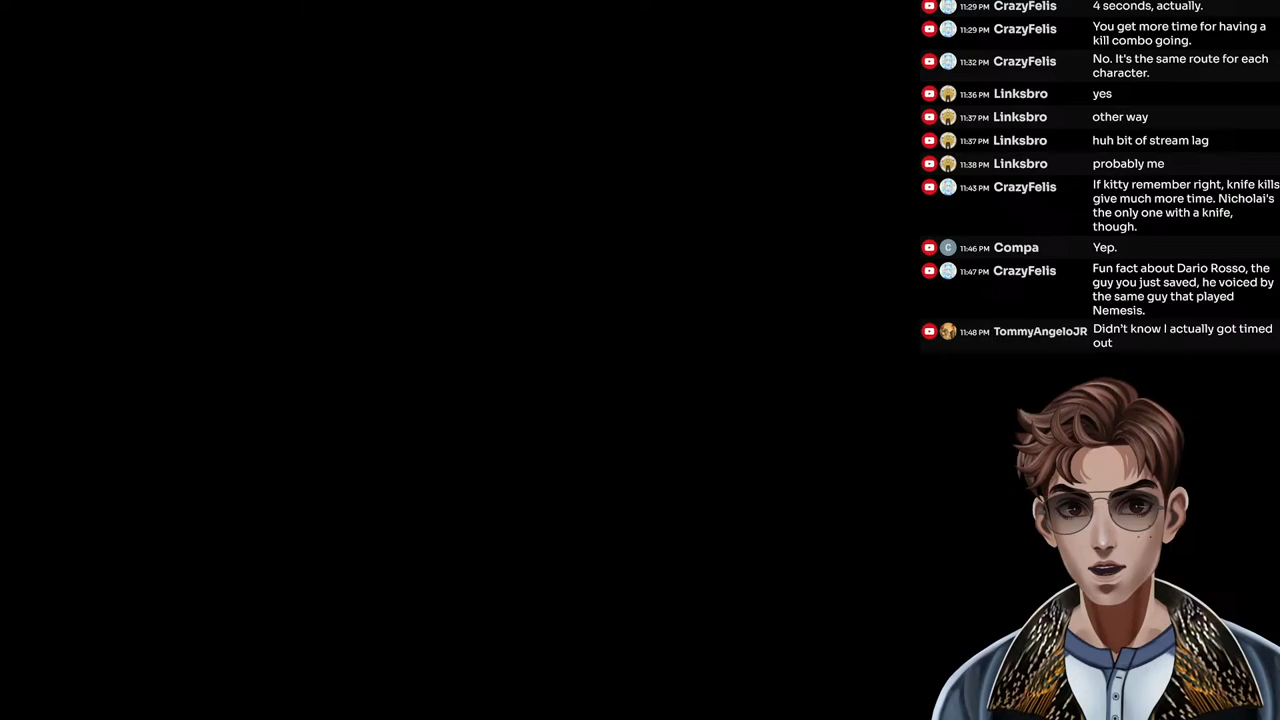 11:29 PM CrazyFelis 4 seconds, actually.
11:29 PM CrazyFelis You get more time for having a
kill combo going.
11:32 PM CrazyFelis No. It's the same route for each
character.
11:36 PM Linksbro yes
11:37 PM Linksbro other way
11:37 PM Linksbro huh bit of stream lag
11:38 PM Linksbro probably me
11:43 PM CrazyFelis If kitty remember right, knife kills
give much more time. Nicholai's
the only one with a knife,
though.
C 11:46 PM Compa Yep.
11:47 PM CrazyFelis Fun fact about Dario Rosso, the
guy you just saved, he voiced by
the same guy that played
Nemesis.
11:48 PM TommyAngeloJR Didn't know I actually got timed
out